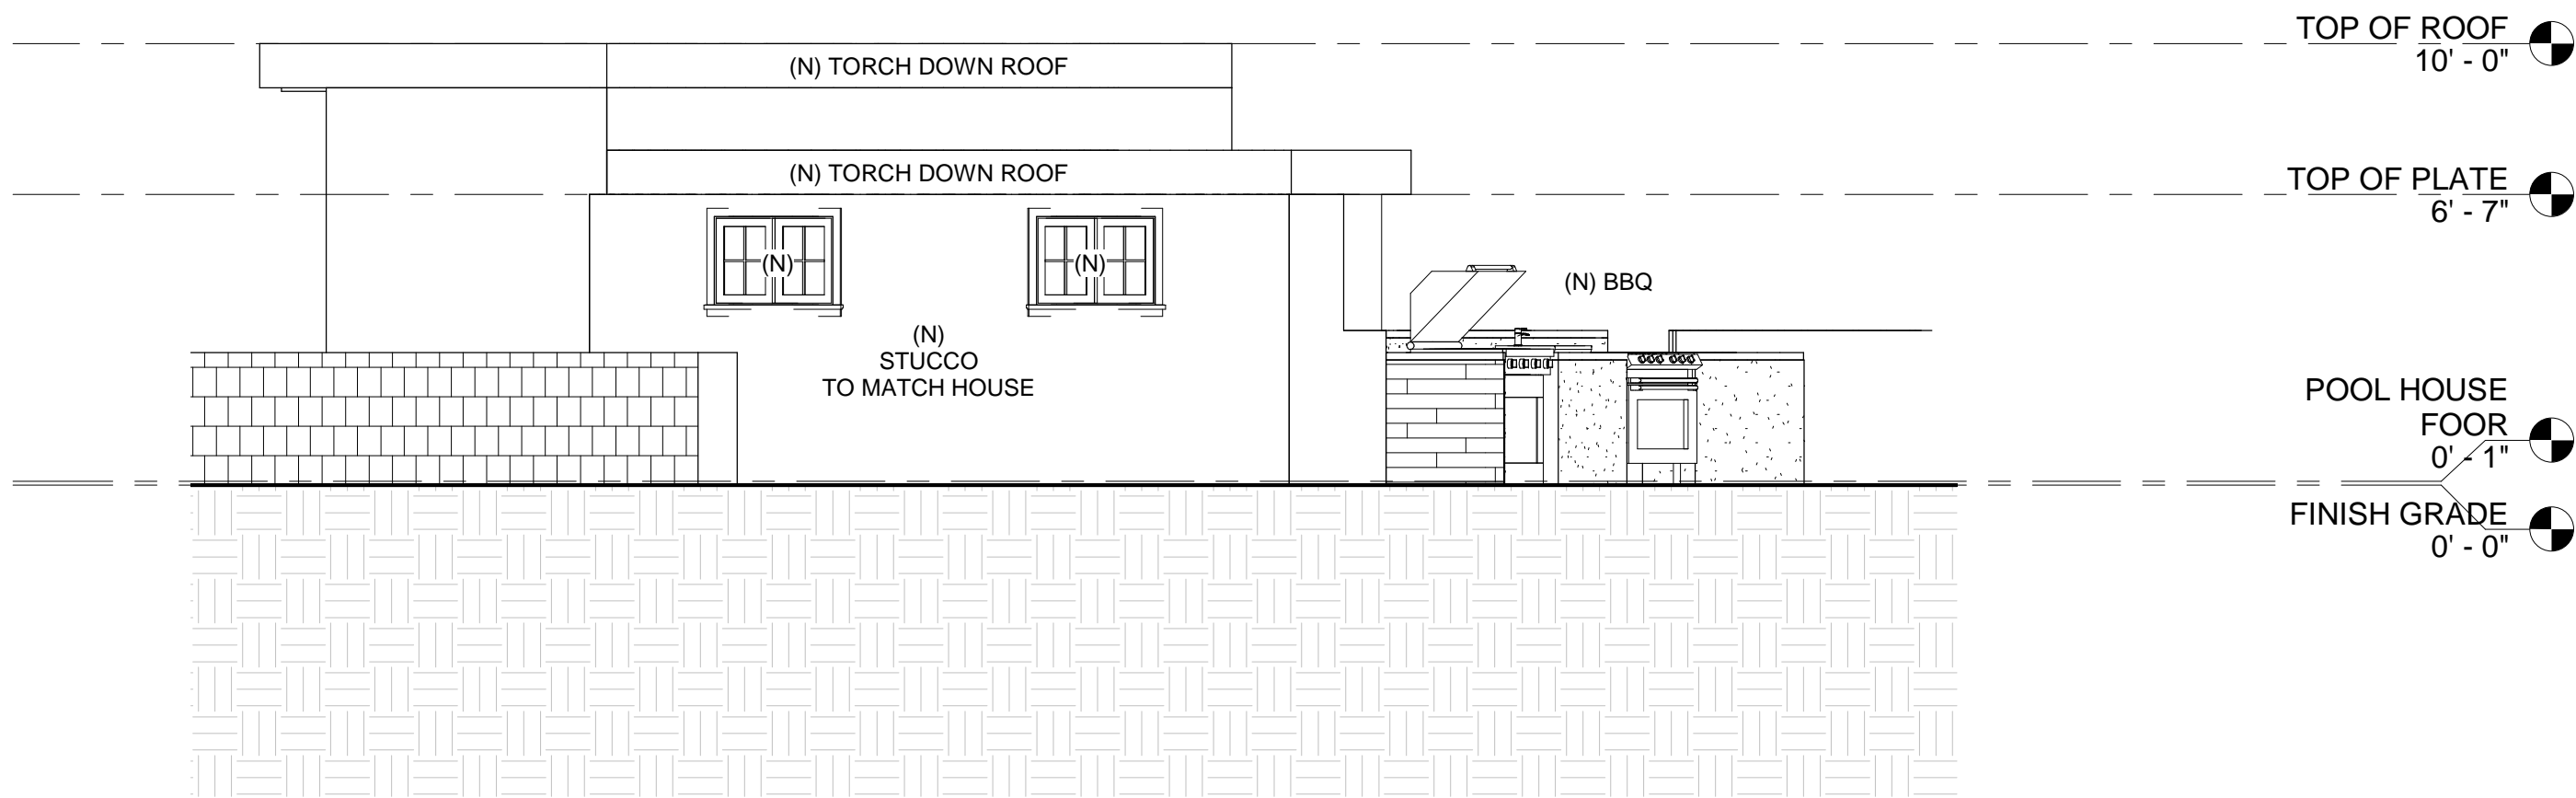 TOP OF ROOF
10' - 0"
(N) TORCH DOWN ROOF
(N) TORCH DOWN ROOF
TOP OF PLATE
6' - 7"
(N)
(N)
(N) BBQ
(N)
STUCCO
TO MATCH HOUSE
POOL HOUSE
FOOR
0' - 1"
FINISH GRADE
0' - 0"